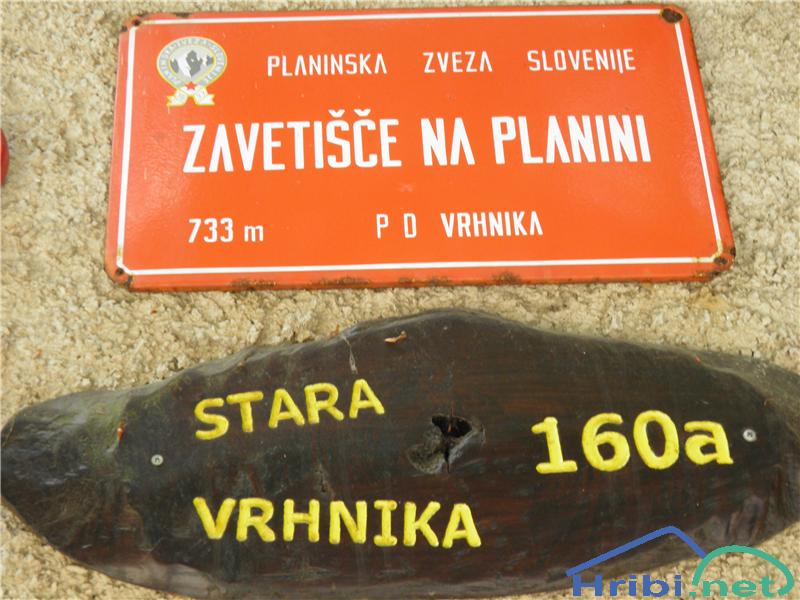 PLANINSKA ZVEZA SLOVENIJE
ZAVETIŠČE NA PLANINI
733 m P D VRHNIKA
STARA
160a
VRHNIKA
Hribi.net